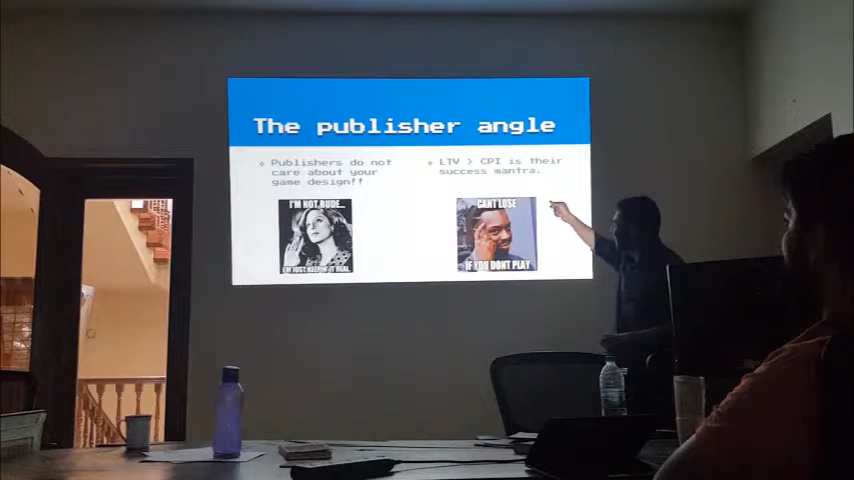 The publisher angle
Publishers do not
care about your
game design!!
LTV > CPI is their
success mantra.
I'M NOT RUDE...
I'M JUST KEEPIN' IT REAL.
CANT LOSE
IF YOU DONT PLAY